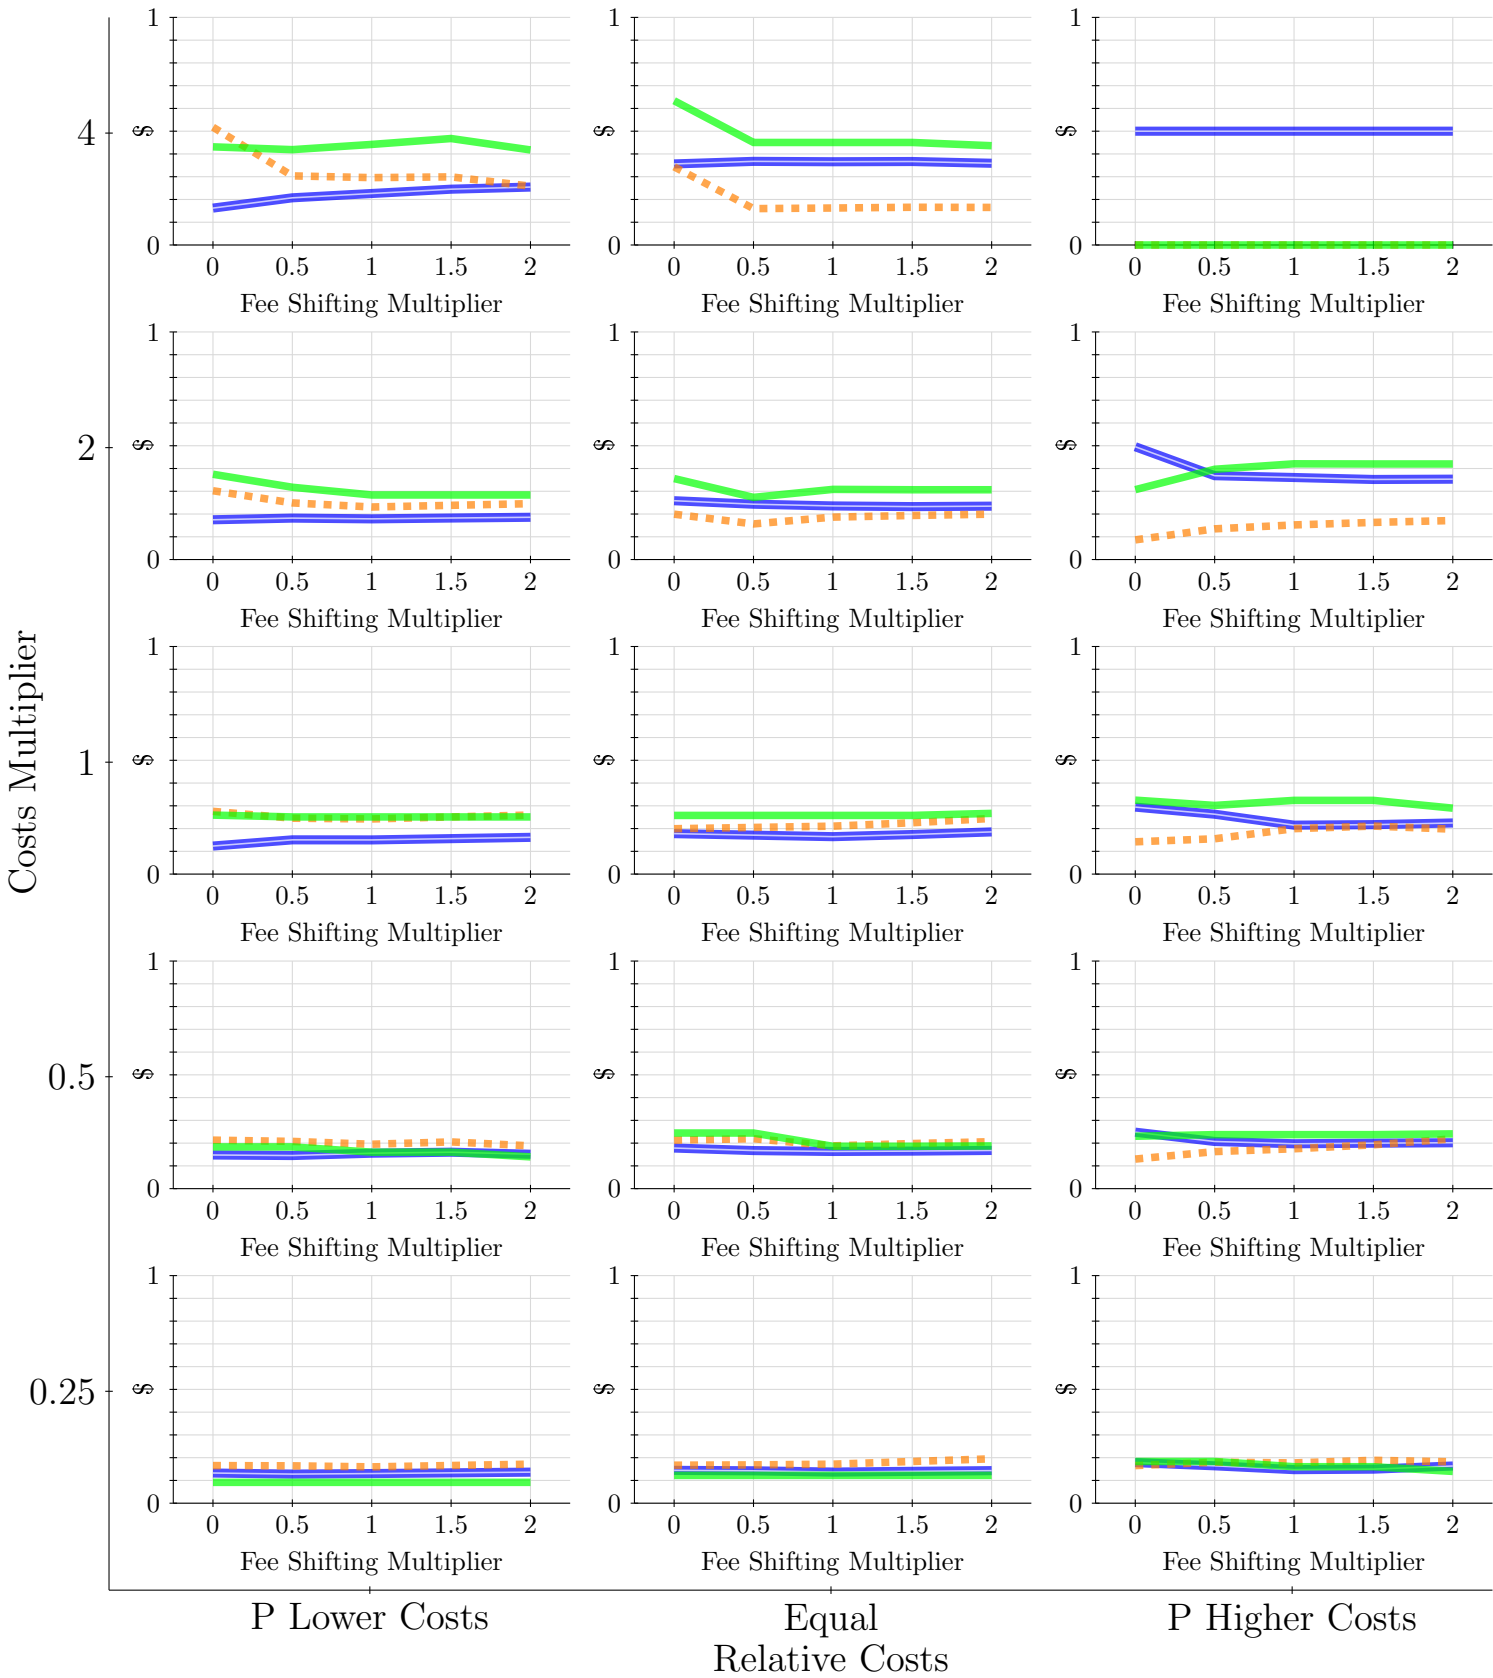 1 1 1
4 $ $ $
0 0 0
0 0.5 1 1.5 2 0 0.5 1 1.5 2 0 0.5 1 1.5 2
Fee Shifting Multiplier Fee Shifting Multiplier Fee Shifting Multiplier
1 1 1
2 $ $ $
0 0 0
0 0.5 1 1.5 2 0 0.5 1 1.5 2 0 0.5 1 1.5 2
Fee Shifting Multiplier Fee Shifting Multiplier Fee Shifting Multiplier
Costs Multiplier
1 1 1
1 $ $ $
0 0 0
0 0.5 1 1.5 2 0 0.5 1 1.5 2 0 0.5 1 1.5 2
Fee Shifting Multiplier Fee Shifting Multiplier Fee Shifting Multiplier
1 1 1
0.5 $ $ $
0 0 0
0 0.5 1 1.5 2 0 0.5 1 1.5 2 0 0.5 1 1.5 2
Fee Shifting Multiplier Fee Shifting Multiplier Fee Shifting Multiplier
1 1 1
0.25 $ $ $
0 0 0
0 0.5 1 1.5 2 0 0.5 1 1.5 2 0 0.5 1 1.5 2
Fee Shifting Multiplier Fee Shifting Multiplier Fee Shifting Multiplier
P Lower Costs Equal P Higher Costs
Relative Costs